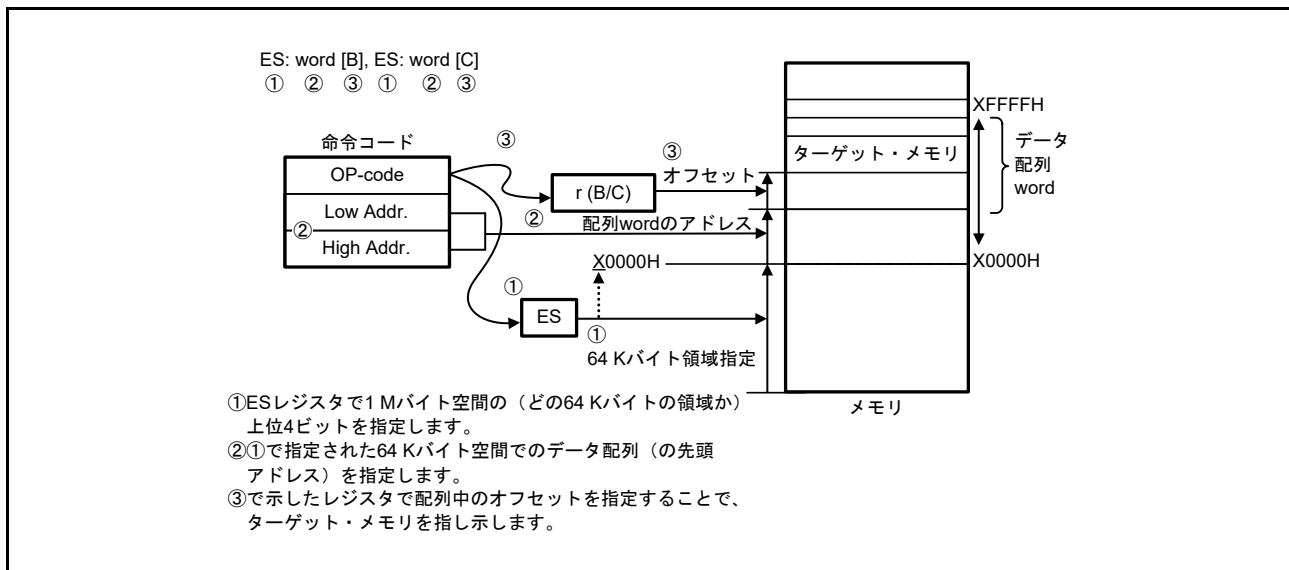 ES: word [B], ES: word [C]
① ② ③ ① ② ③
命令コード
OP-code
Low Addr.
②
High Addr.
③
r (B/C)
③
オフセット
②
配列wordのアドレス
X0000H
①
ES
①
64 Kバイト領域指定
XFFFFH
ターゲット・メモリ
データ
配列
word
X0000H
メモリ
①ESレジスタで1 Mバイト空間の（どの64 Kバイトの領域か）
上位4ビットを指定します。
②①で指定された64 Kバイト空間でのデータ配列（の先頭
アドレス）を指定します。
③で示したレジスタで配列中のオフセットを指定することで、
ターゲット・メモリを指し示します。